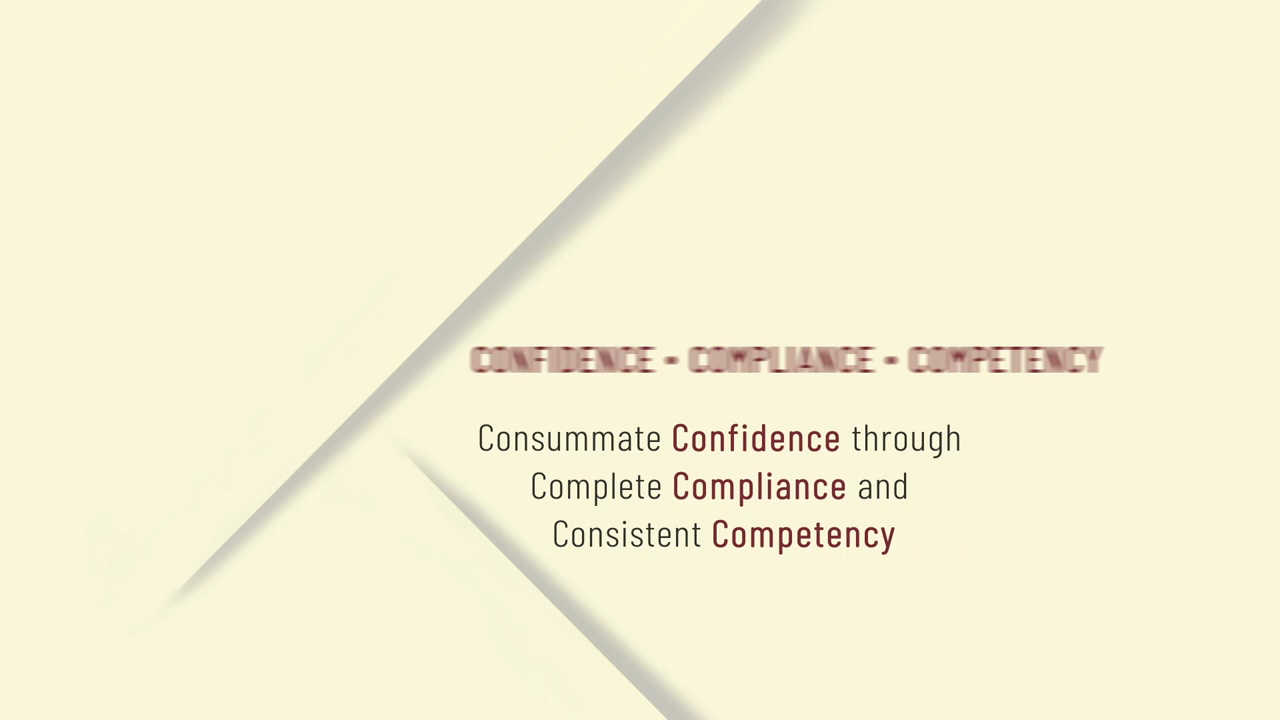 CONFIDENCE - COMPLIANCE - COMPETENCY
Consummate Confidence through
Complete Compliance and
Consistent Competency